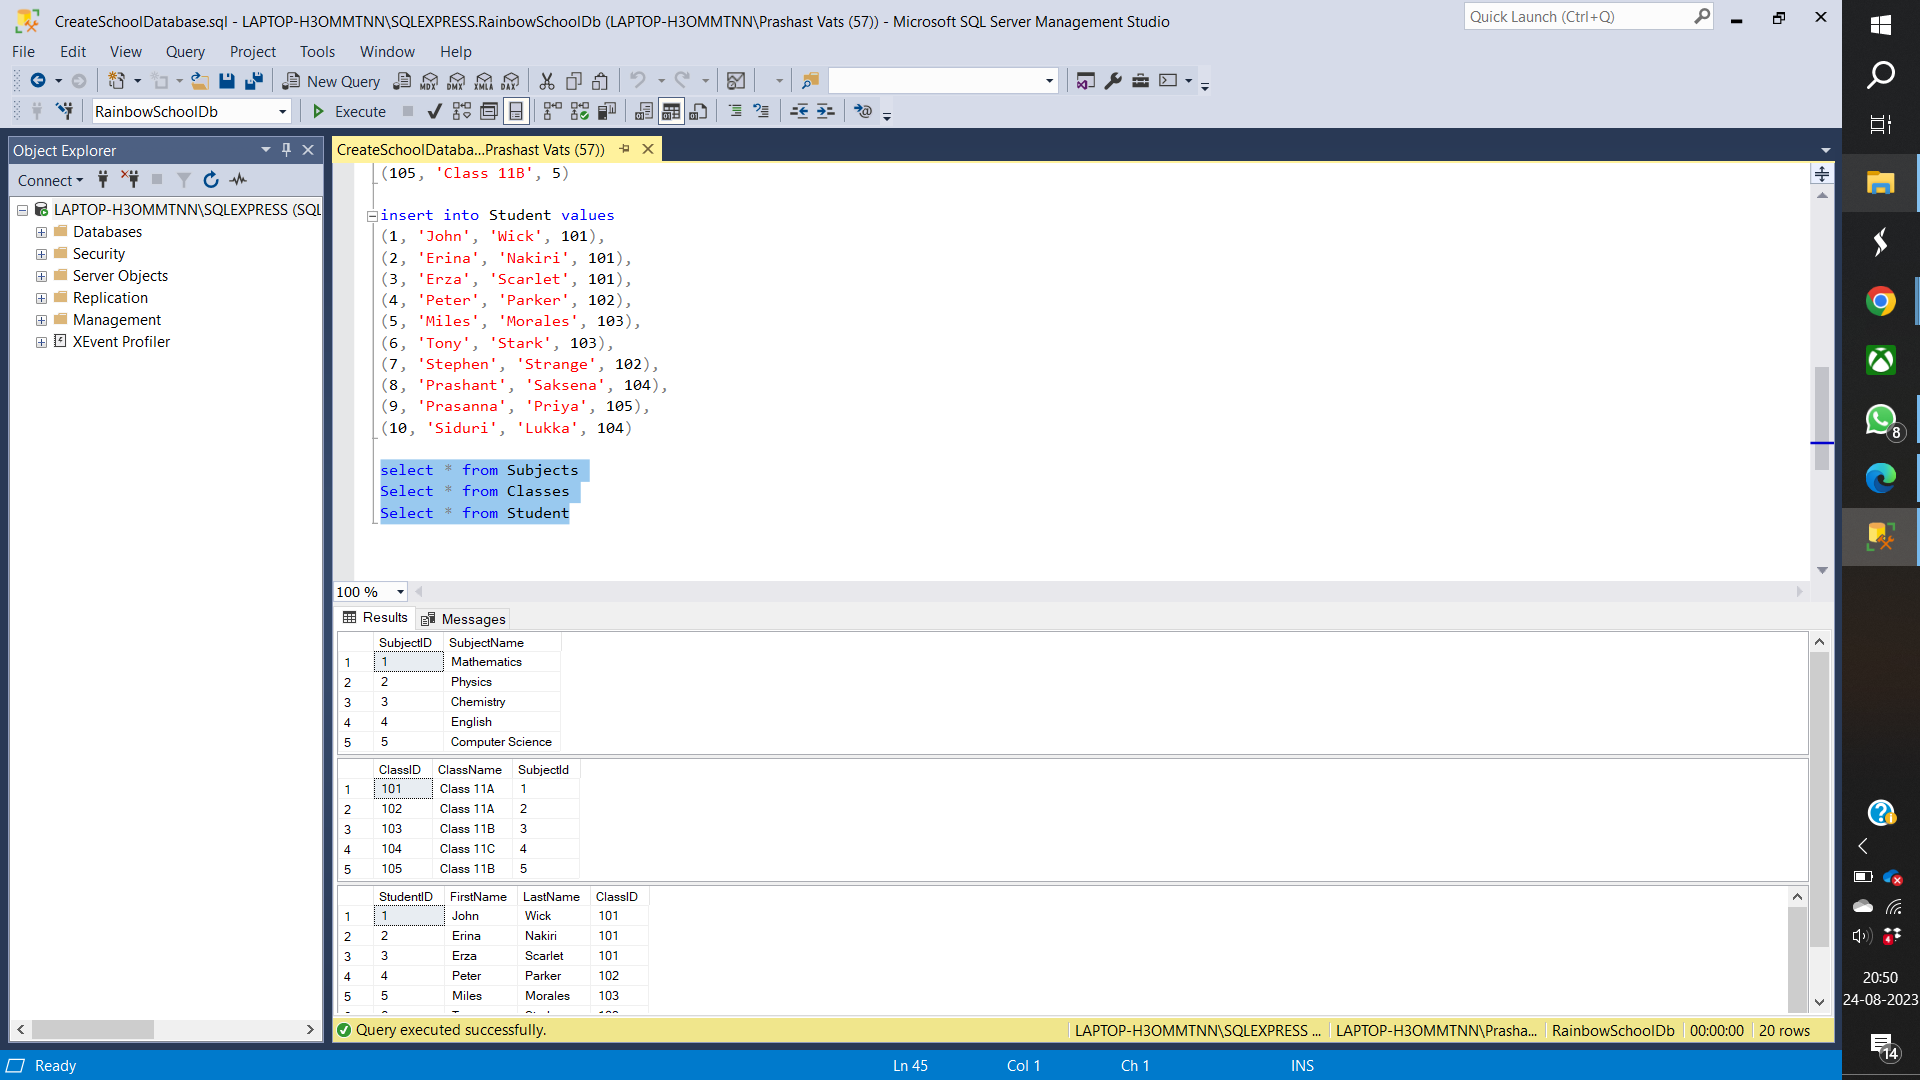 CreateSchoolDatabase.sql - LAPTOP-H3OMMTNN\SQLEXPRESS.RainbowSchoolDb (LAPTOP-H3OMMTNN\Prashast Vats (57)) - Microsoft SQL Server Management Studio
Quick Launch (Ctrl+Q)
File Edit View Query Project Tools Window Help
New Query MDX DMX XMLA DAX
RainbowSchoolDb Execute
Object Explorer
Connect
LAPTOP-H3OMMTNN\SQLEXPRESS (SQL
Databases
Security
Server Objects
Replication
Management
XEvent Profiler
CreateSchoolDataba...Prashast Vats (57))
(105, 'Class 11B', 5)
insert into Student values
(1, 'John', 'Wick', 101),
(2, 'Erina', 'Nakiri', 101),
(3, 'Erza', 'Scarlet', 101),
(4, 'Peter', 'Parker', 102),
(5, 'Miles', 'Morales', 103),
(6, 'Tony', 'Stark', 103),
(7, 'Stephen', 'Strange', 102),
(8, 'Prashant', 'Saksena', 104),
(9, 'Prasanna', 'Priya', 105),
(10, 'Siduri', 'Lukka', 104)
select * from Subjects
Select * from Classes
Select * from Student
100 %
Results Messages
SubjectID SubjectName
1 1 Mathematics
2 2 Physics
3 3 Chemistry
4 4 English
5 5 Computer Science
ClassID ClassName SubjectId
1 101 Class 11A 1
2 102 Class 11A 2
3 103 Class 11B 3
4 104 Class 11C 4
5 105 Class 11B 5
StudentID FirstName LastName ClassID
1 1 John Wick 101
2 2 Erina Nakiri 101
3 3 Erza Scarlet 101
4 4 Peter Parker 102
5 5 Miles Morales 103
Query executed successfully.
LAPTOP-H3OMMTNN\SQLEXPRESS ... LAPTOP-H3OMMTNN\Prasha... RainbowSchoolDb 00:00:00 20 rows
Ready Ln 45 Col 1 Ch 1 INS
8
4
20:50
24-08-2023
14